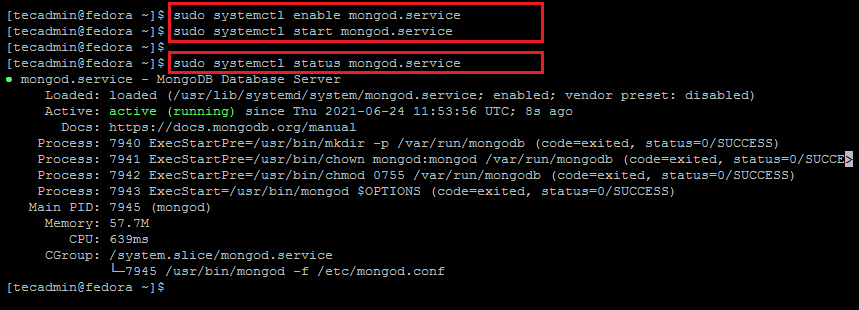 [tecadmin@fedora ~]$ sudo systemctl enable mongod.service
[tecadmin@fedora ~]$ sudo systemctl start mongod.service
[tecadmin@fedora ~]$
[tecadmin@fedora ~]$ sudo systemctl status mongod.service
● mongod.service - MongoDB Database Server
Loaded: loaded (/usr/lib/systemd/system/mongod.service; enabled; vendor preset: disabled)
Active: active (running) since Thu 2021-06-24 11:53:56 UTC; 8s ago
Docs: https://docs.mongodb.org/manual
Process: 7940 ExecStartPre=/usr/bin/mkdir -p /var/run/mongodb (code=exited, status=0/SUCCESS)
Process: 7941 ExecStartPre=/usr/bin/chown mongod:mongod /var/run/mongodb (code=exited, status=0/SUCCE>
Process: 7942 ExecStartPre=/usr/bin/chmod 0755 /var/run/mongodb (code=exited, status=0/SUCCESS)
Process: 7943 ExecStart=/usr/bin/mongod $OPTIONS (code=exited, status=0/SUCCESS)
Main PID: 7945 (mongod)
Memory: 57.7M
CPU: 639ms
CGroup: /system.slice/mongod.service
└─7945 /usr/bin/mongod -f /etc/mongod.conf
[tecadmin@fedora ~]$